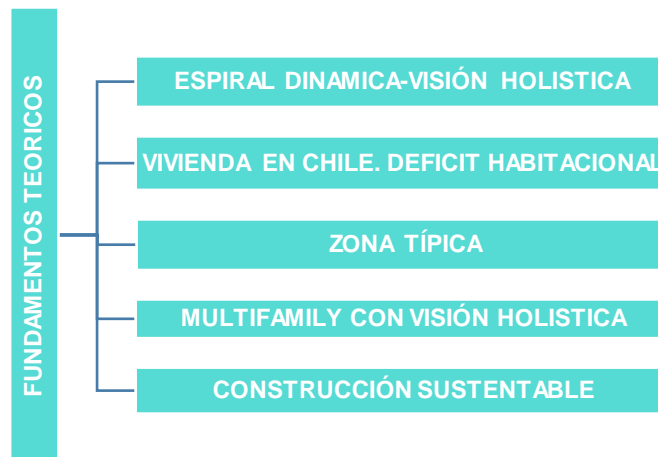 FUNDAMENTOS TEORICOS
ESPIRAL DINAMICA-VISIÓN HOLISTICA
VIVIENDA EN CHILE. DEFICIT HABITACIONAL
ZONA TÍPICA
MULTIFAMILY CON VISIÓN HOLISTICA
CONSTRUCCIÓN SUSTENTABLE